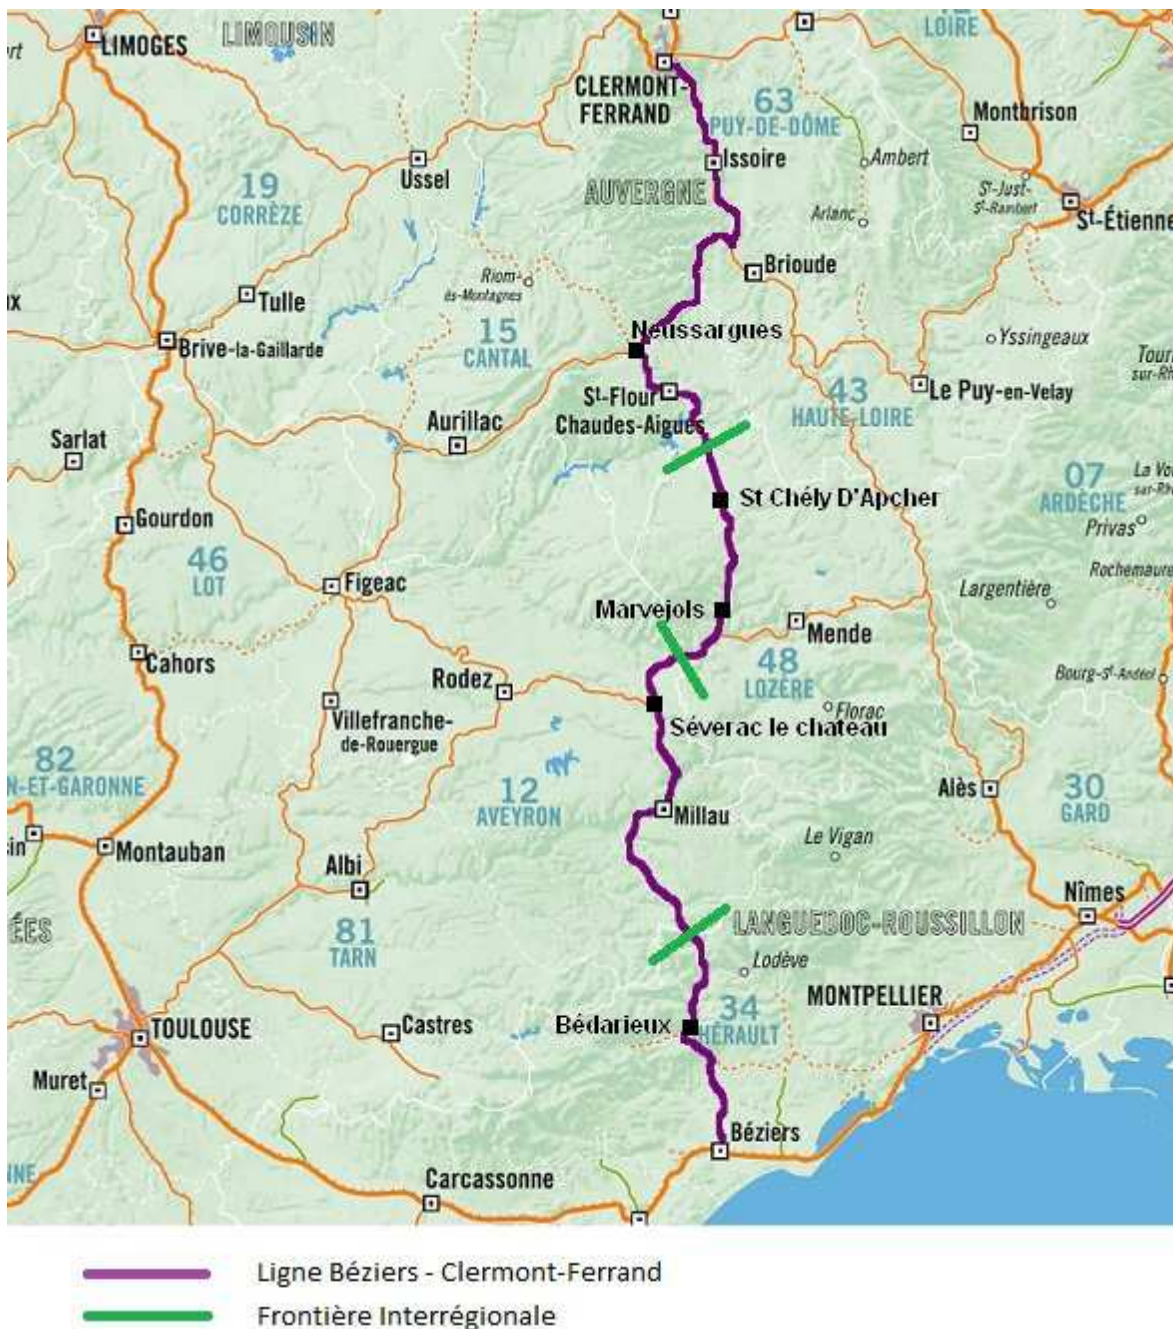 LOIRE
LIMOGES
LIMOUSIN
CLERMONT-
FERRAND
63
PUY-DE-DÔME
Montbrison
Issoire
Ambert
Ussel
19
CORRÈZE
AUVERGNE
Arlanc
St-Just-
St-Rambert
St-Étienne
Brioude
Riom-
ès-Montagnes
Tulle
15
CANTAL
Neussargues
Yssingeaux
Brive-la-Gaillarde
St-Flour
Chaudes-Aigues
43
HAUTE-LOIRE
Le Puy-en-Velay
Aurillac
Sarlat
07
ARDÈCHE
St Chély D'Apcher
Privas
Gourdon
46
LOT
Figeac
Marvejols
Mende
Largentière
Rochemaure
Cahors
Rodez
48
LOZÈRE
Florac
Bourg-St-Andéol
Villefranche-
de-Rouergue
Séverac le chateau
82
N-ET-GARONNE
12
AVEYRON
Alès
30
GARD
Millau
Montauban
Le Vigan
Albi
Nîmes
ÉES
81
TARN
LANGUEDOC-ROUSSILLON
Lodève
MONTPELLIER
34
HÉRAULT
Bédarieux
TOULOUSE
Castres
Muret
Béziers
Carcassonne
Ligne Béziers - Clermont-Ferrand
Frontière Interrégionale